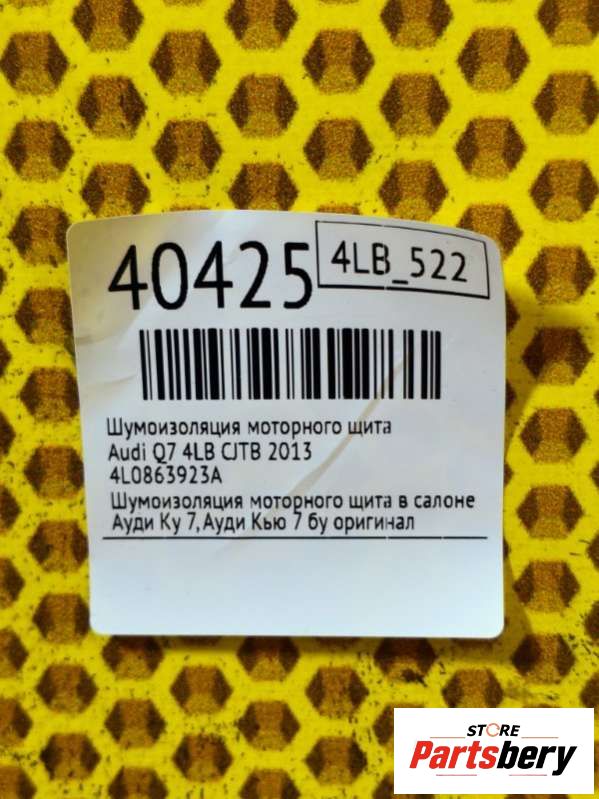 40425
4LB_522
Шумоизоляция моторного щита
Audi Q7 4LB CJTB 2013
4L0863923A
Шумоизоляция моторного щита в салоне
Ауди Ку 7, Ауди Кью 7 бу оригинал
STORE
Partsbery